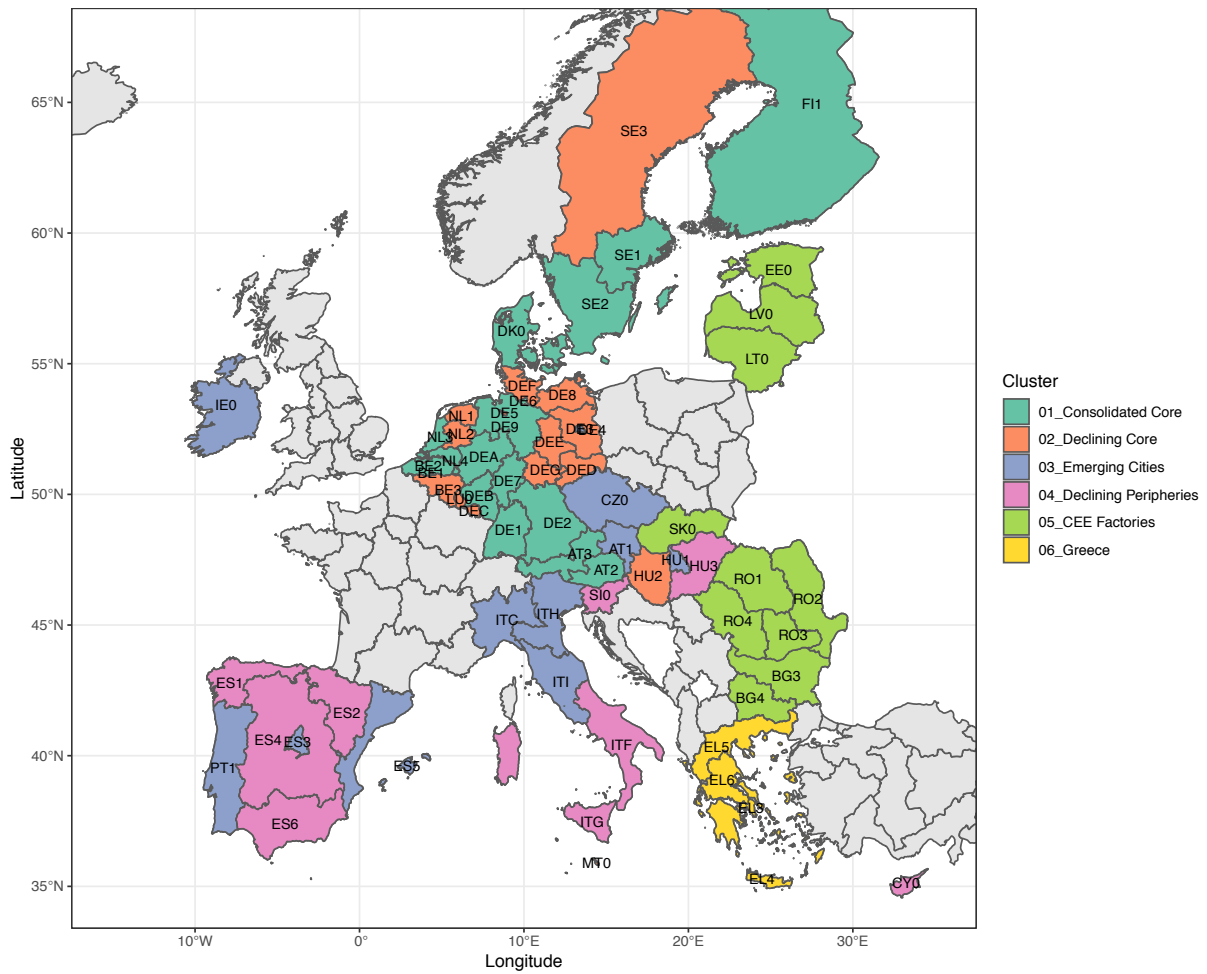 65°N
60°N
55°N
50°N
45°N
40°N
35°N
Latitude
10°W
0°
10°E
20°E
30°E
Longitude
FI1
SE3
SE1
SE2
EE0
LV0
LT0
DK0
IE0
DEF
DE6
DE8
NL1
DE5
DE9
NL3
NL2
DEE
DE4
BE2
NL4
DEA
BE1
DEG
DED
BE3
DE7
DEB
LU0
DEC
CZ0
DE1
DE2
SK0
AT3
AT1
AT2
HU1
HU2
HU3
SI0
RO1
RO2
RO4
RO3
ITC
ITH
ITI
BG3
BG4
ES1
ES2
ES4
ES3
PT1
ES5
ES6
ITF
ITG
MT0
EL5
EL6
EL3
EL4
CY0
Cluster
01_Consolidated Core
02_Declining Core
03_Emerging Cities
04_Declining Peripheries
05_CEE Factories
06_Greece